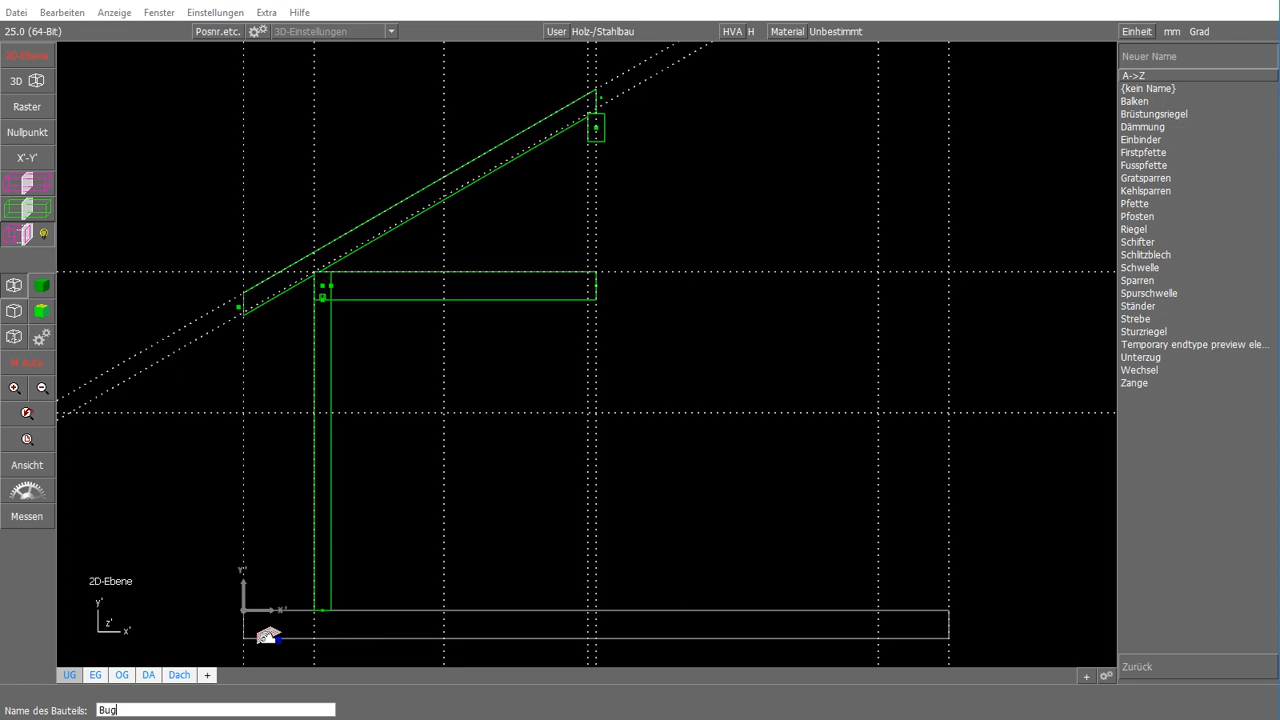 Datei Bearbeiten Anzeige Fenster Einstellungen Extra Hilfe
25.0 (64-Bit) Posnr.etc. 3D-Einstellungen User Holz-/Stahlbau HVA H Material Unbestimmt Einheit mm Grad
2D-Ebene
3D
Raster
Nullpunkt
X'-Y'
M Auto
Ansicht
Messen
Neuer Name
A->Z
{kein Name}
Balken
Brüstungsriegel
Dämmung
Einbinder
Firstpfette
Fusspfette
Gratsparren
Kehlsparren
Pfette
Pfosten
Riegel
Schifter
Schlitzblech
Schwelle
Sparren
Spurschwelle
Ständer
Strebe
Sturzriegel
Temporary endtype preview ele...
Unterzug
Wechsel
Zange
Zurück
Y'
X'
2D-Ebene
y'
z'
x'
UG EG OG DA Dach + +
Name des Bauteils: Bug